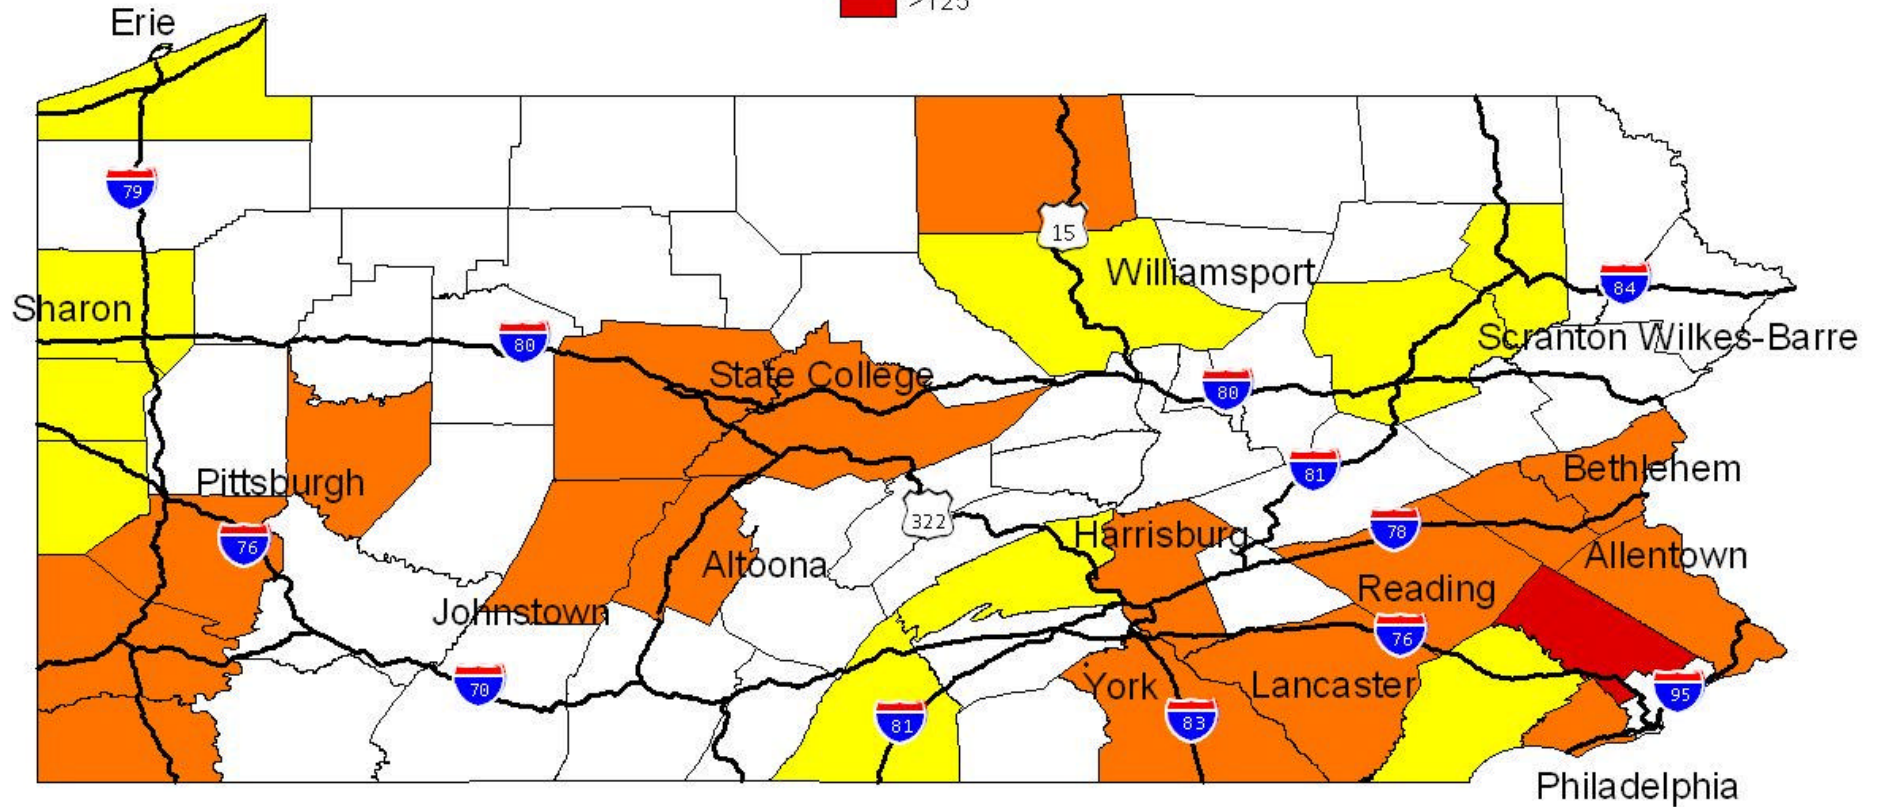 >125
Erie
79
15
Williamsport
84
Sharon
80
Scranton Wilkes-Barre
State College
80
81
Bethlehem
Pittsburgh
322
Harrisburg
78
76
Altoona
Allentown
Reading
Johnstown
76
70
York
Lancaster
95
81
83
Philadelphia